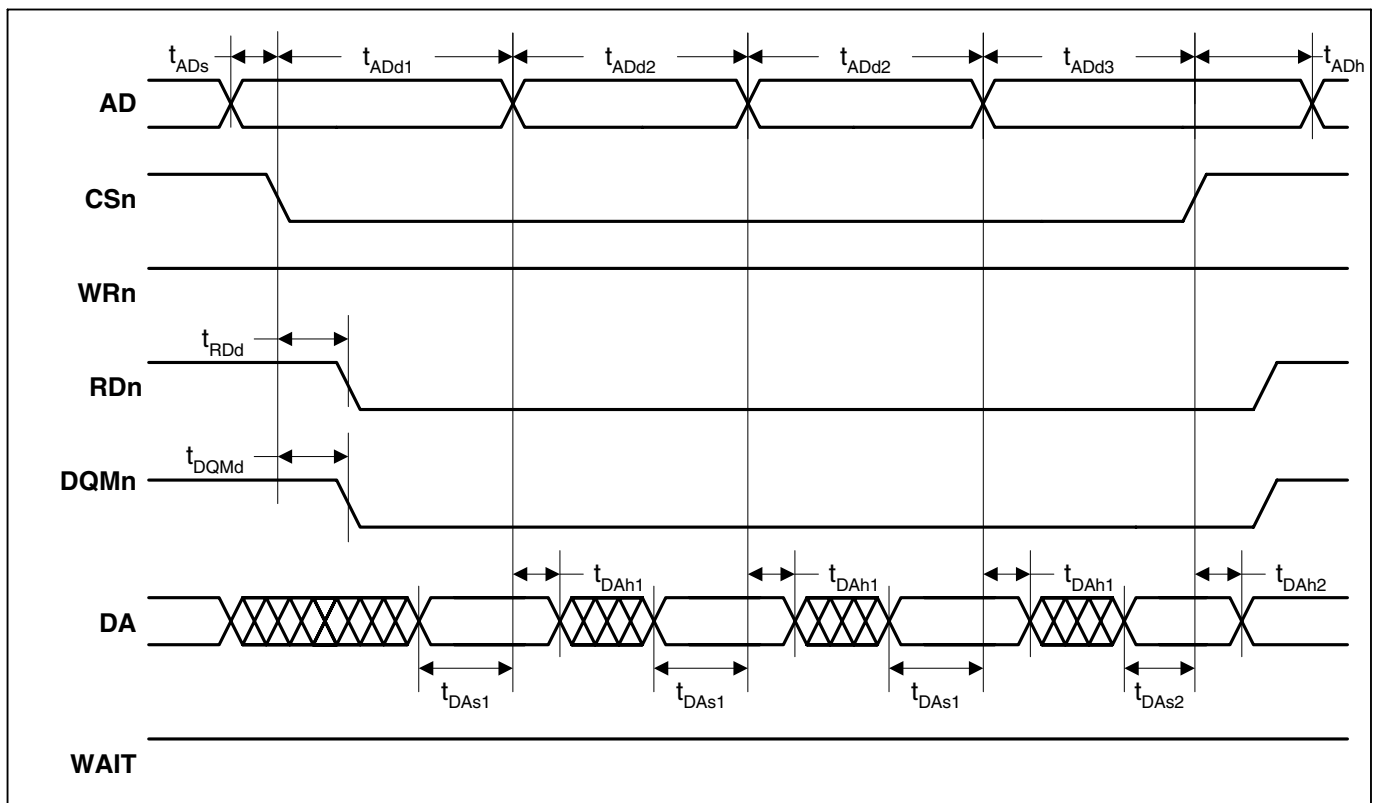 tADs tADd1 tADd2 tADd2 tADd3 tADh
AD
CSn
WRn
tRDd
RDn
tDQMd
DQMn
tDAh1 tDAh1 tDAh1 tDAh2
DA
tDAs1 tDAs1 tDAs1 tDAs2
WAIT